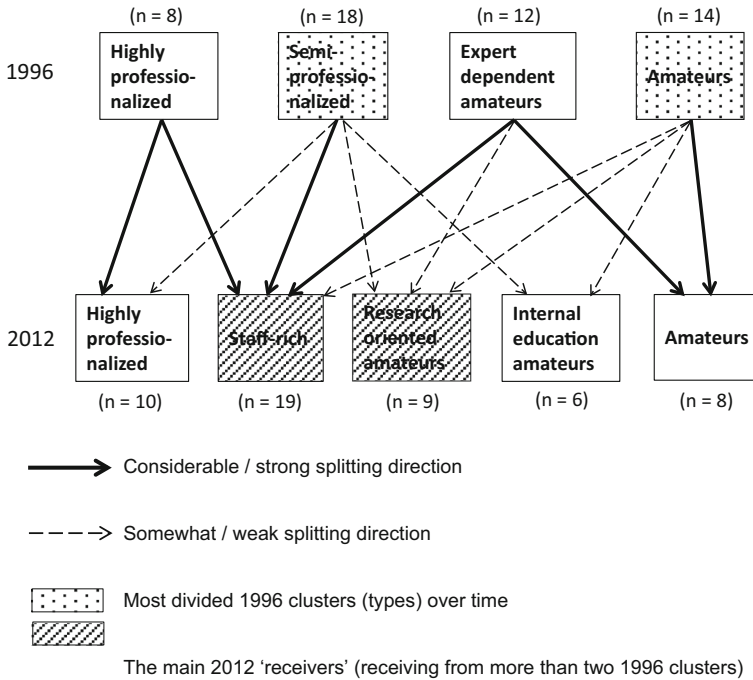 (n = 8) (n = 18) (n = 12) (n = 14)
1996
Highly
professio-
nalized
Semi-
professio-
nalized
Expert
dependent
amateurs
Amateurs
2012
Highly
professio-
nalized
Staff-rich
Research
oriented
amateurs
Internal
education
amateurs
Amateurs
(n = 10) (n = 19) (n = 9) (n = 6) (n = 8)
Considerable / strong splitting direction
Somewhat / weak splitting direction
Most divided 1996 clusters (types) over time
The main 2012 ‘receivers’ (receiving from more than two 1996 clusters)